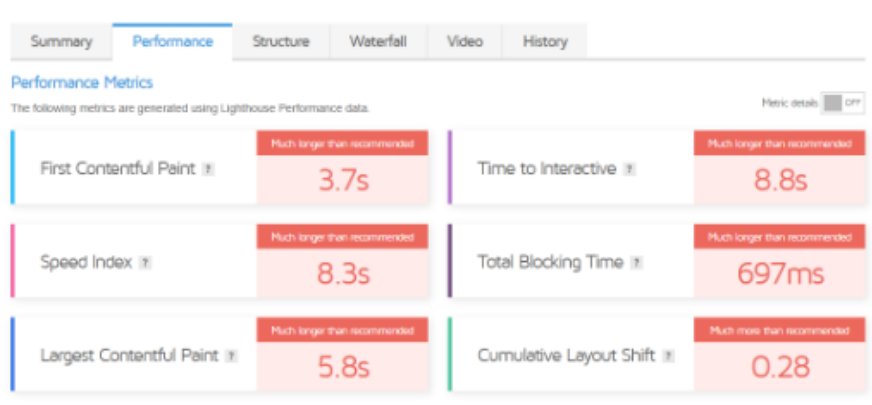 Summary Performance Structure Waterfall Video History
Performance Metrics
The following metrics are generated using Lighthouse Performance data.
Metric details OFF
First Contentful Paint ?
Much longer than recommended
3.7s
Time to Interactive ?
Much longer than recommended
8.8s
Speed Index ?
Much longer than recommended
8.3s
Total Blocking Time ?
Much longer than recommended
697ms
Largest Contentful Paint ?
Much longer than recommended
5.8s
Cumulative Layout Shift ?
Much more than recommended
0.28